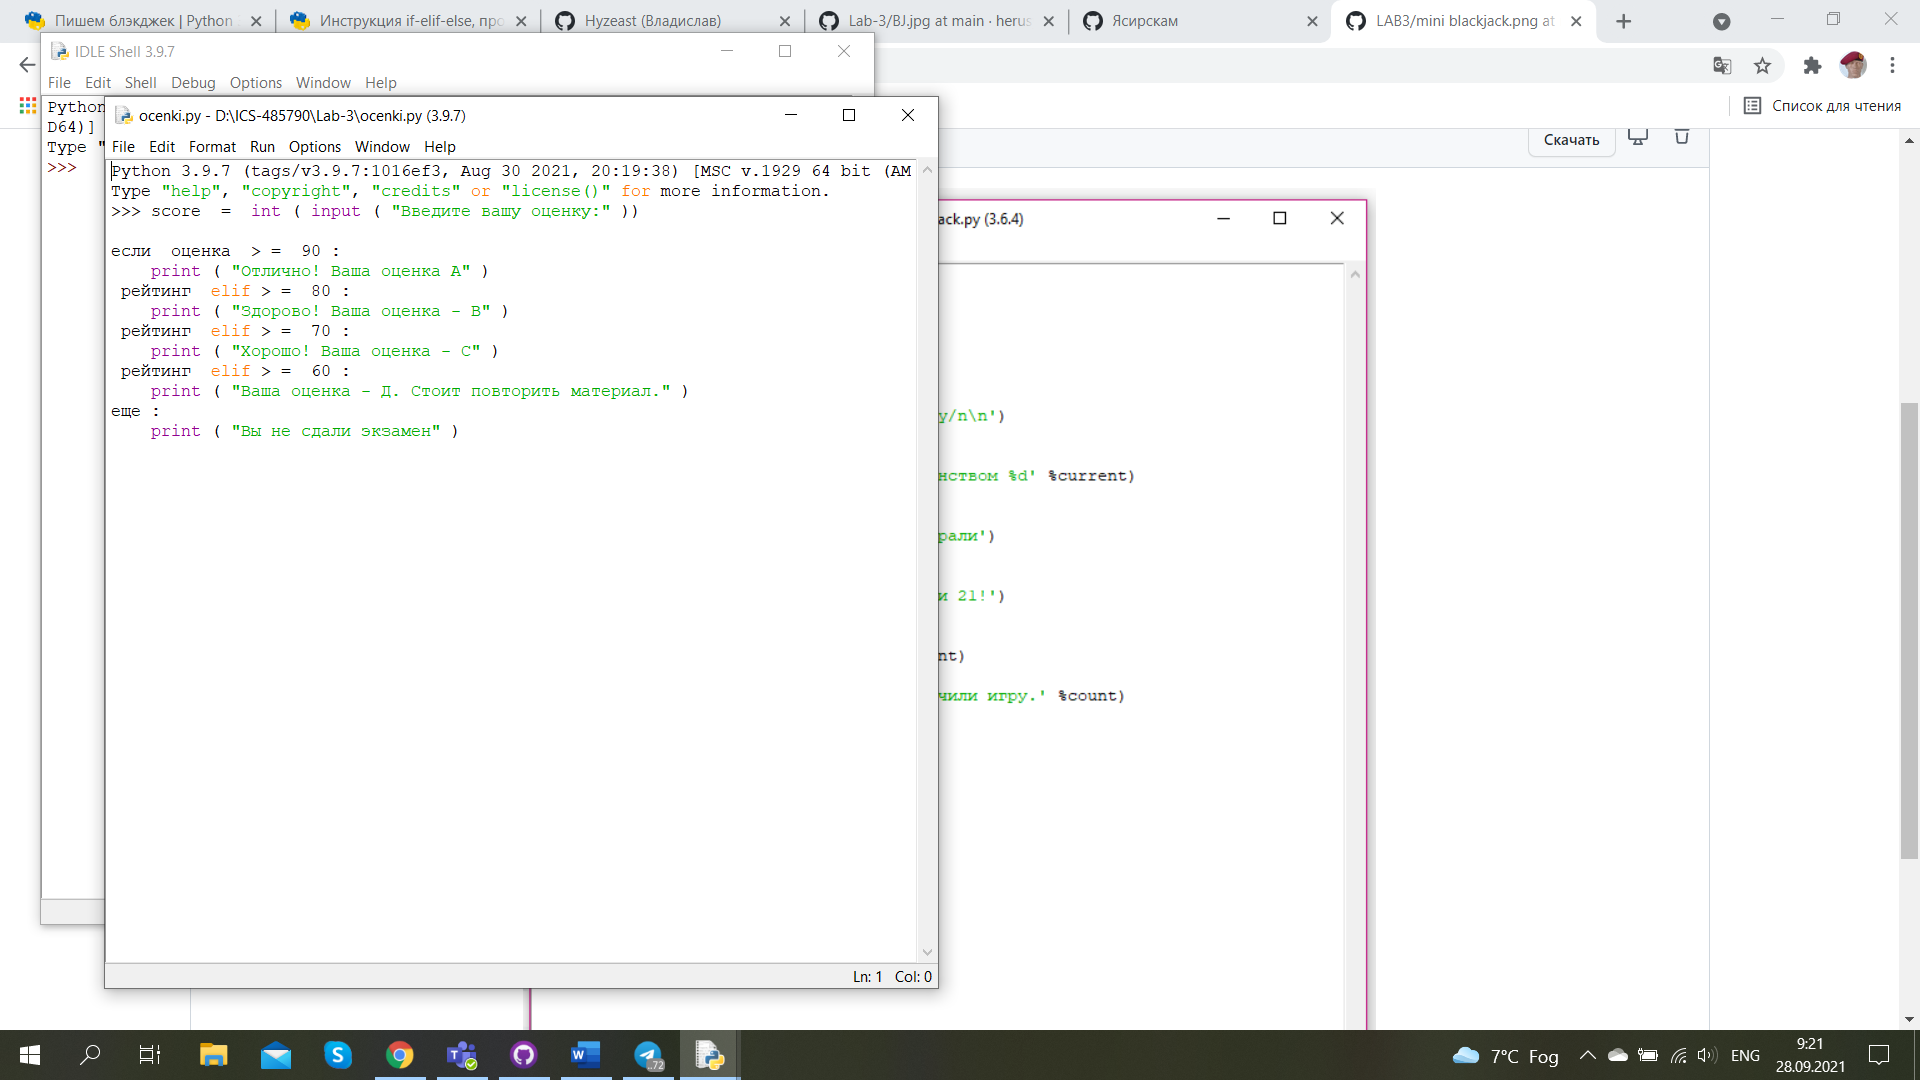 Пишем блэкджек | Python
Инструкция if-elif-else, про
Hyzeast (Владислав)
Lab-3/BJ.jpg at main · herus
Ясирскам
LAB3/mini blackjack.png at
IDLE Shell 3.9.7
File Edit Shell Debug Options Window Help
Список для чтения
Python
D64)]
Type "
>>>
ocenki.py - D:\ICS-485790\Lab-3\ocenki.py (3.9.7)
File Edit Format Run Options Window Help
Python 3.9.7 (tags/v3.9.7:1016ef3, Aug 30 2021, 20:19:38) [MSC v.1929 64 bit (AM
Type "help", "copyright", "credits" or "license()" for more information.
>>> score = int ( input ( "Введите вашу оценку:" ))
если оценка > = 90 :
print ( "Отлично! Ваша оценка A" )
рейтинг elif > = 80 :
print ( "Здорово! Ваша оценка - B" )
рейтинг elif > = 70 :
print ( "Хорошо! Ваша оценка - C" )
рейтинг elif > = 60 :
print ( "Ваша оценка - Д. Стоит повторить материал." )
еще :
print ( "Вы не сдали экзамен" )
Ln: 1 Col: 0
Скачать
ack.py (3.6.4)
y/n\n')
нством %d' %current)
рали')
и 21!')
nt)
чили игру.' %count)
72
7°C Fog
ENG
9:21
28.09.2021